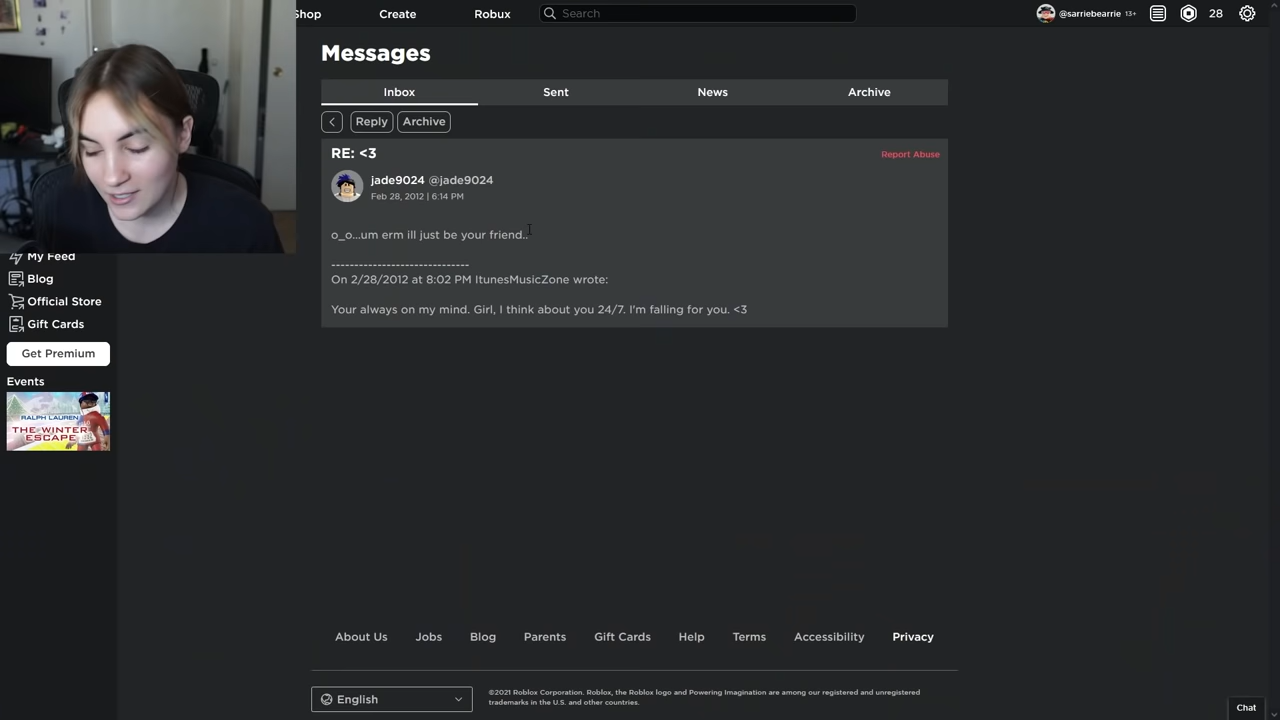 Shop
Create
Robux
Search
@sarriebearrie 13+
28
Messages
Inbox
Sent
News
Archive
Reply
Archive
RE: <3
Report Abuse
jade9024 @jade9024
Feb 28, 2012 | 6:14 PM
o_o...um erm ill just be your friend..
------------------------------
On 2/28/2012 at 8:02 PM ItunesMusicZone wrote:
Your always on my mind. Girl, I think about you 24/7. I'm falling for you. <3
My Feed
Blog
Official Store
Gift Cards
Get Premium
Events
RALPH LAUREN
THE WINTER
ESCAPE
About Us
Jobs
Blog
Parents
Gift Cards
Help
Terms
Accessibility
Privacy
English
©2021 Roblox Corporation. Roblox, the Roblox logo and Powering Imagination are among our registered and unregistered
trademarks in the U.S. and other countries.
Chat